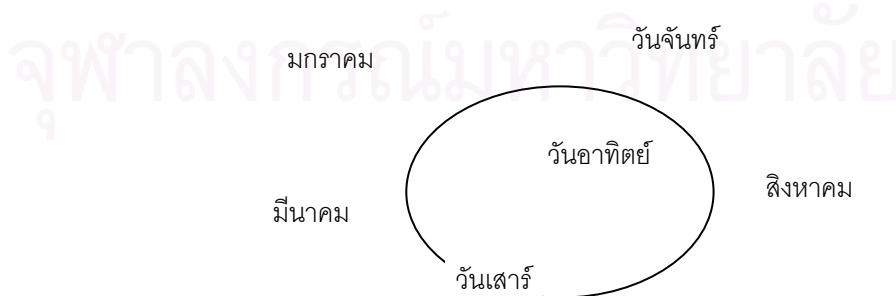 จุฬาลงกรณ์มหาวิทยาลัย
วันจันทร์
มกราคม
วันอาทิตย์
สิงหาคม
มีนาคม
วันเสาร์